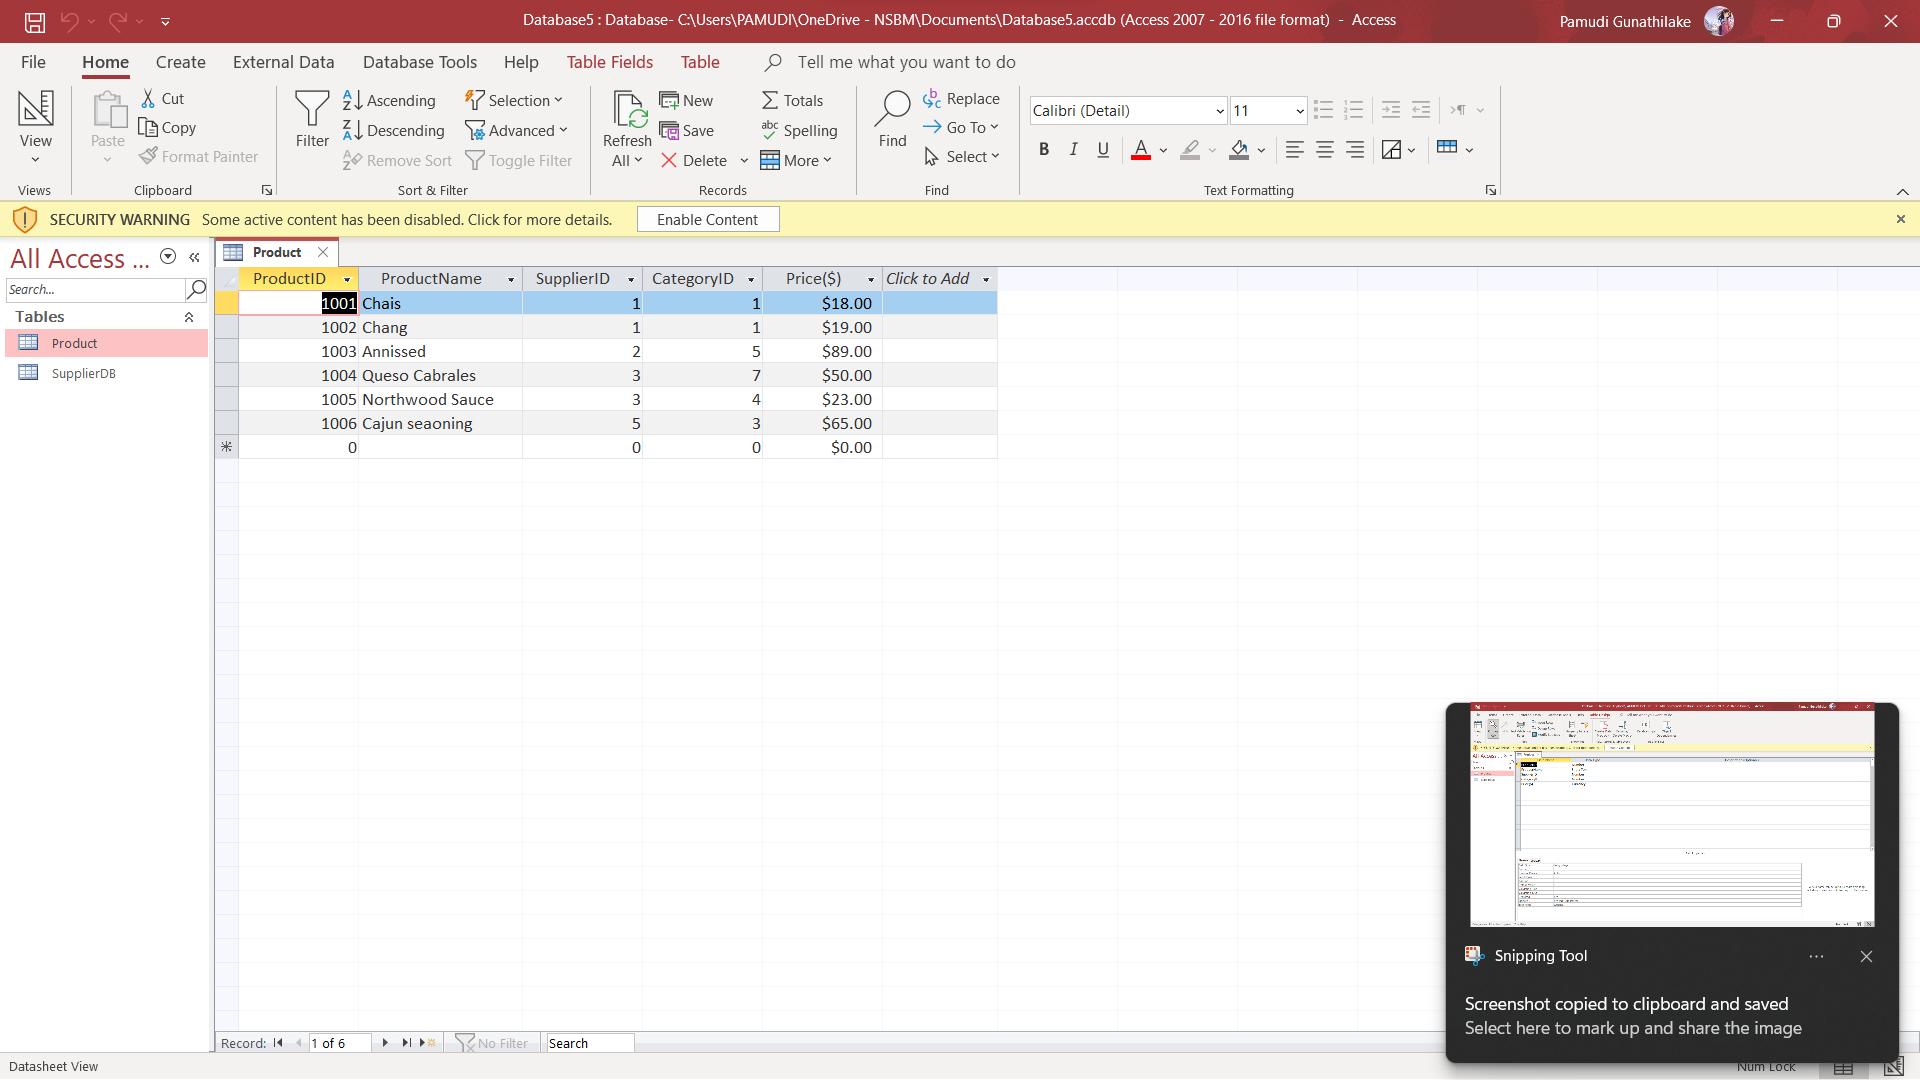 Database5 : Database- C:\Users\PAMUDI\OneDrive - NSBM\Documents\Database5.accdb (Access 2007 - 2016 file format) - Access
Pamudi Gunathilake
File Home Create External Data Database Tools Help Table Fields Table Tell me what you want to do
View
Views
Paste
Cut
Copy
Format Painter
Clipboard
Filter
Ascending
Descending
Remove Sort
Selection
Advanced
Toggle Filter
Sort & Filter
Refresh
All
New
Save
Delete
Totals
Spelling
More
Records
Find
Replace
Go To
Select
Find
Calibri (Detail) 11
B I U A
Text Formatting
SECURITY WARNING Some active content has been disabled. Click for more details. Enable Content
All Access ...
Search...
Tables
Product
SupplierDB
Product
ProductID ProductName SupplierID CategoryID Price($) Click to Add
1001 Chais 1 1 $18.00
1002 Chang 1 1 $19.00
1003 Annissed 2 5 $89.00
1004 Queso Cabrales 3 7 $50.00
1005 Northwood Sauce 3 4 $23.00
1006 Cajun seaoning 5 3 $65.00
0 0 0 $0.00
Snipping Tool
Screenshot copied to clipboard and saved
Select here to mark up and share the image
Record: 1 of 6 No Filter Search
Datasheet View
Num Lock